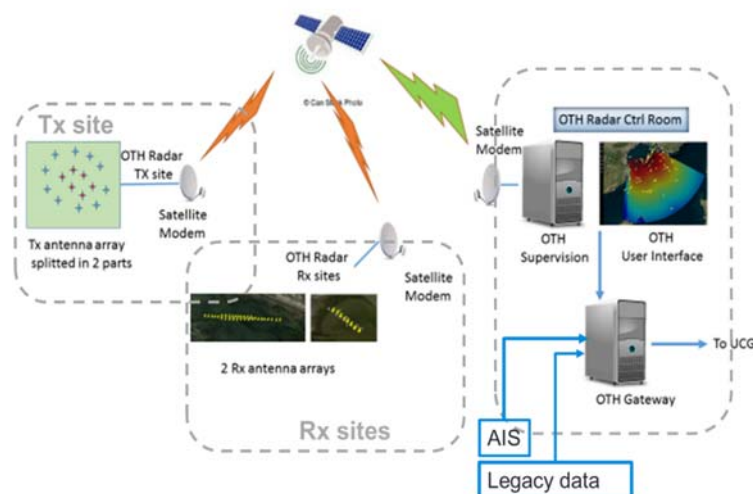 © Can Stock Photo
Tx site
OTH Radar
TX site
Satellite
Modem
Tx antenna array
splitted in 2 parts
OTH Radar
Rx sites
Satellite
Modem
2 Rx antenna arrays
Rx sites
Satellite
Modem
OTH Radar Ctrl Room
OTH
Supervision
OTH
User Interface
To UCG
OTH Gateway
AIS
Legacy data